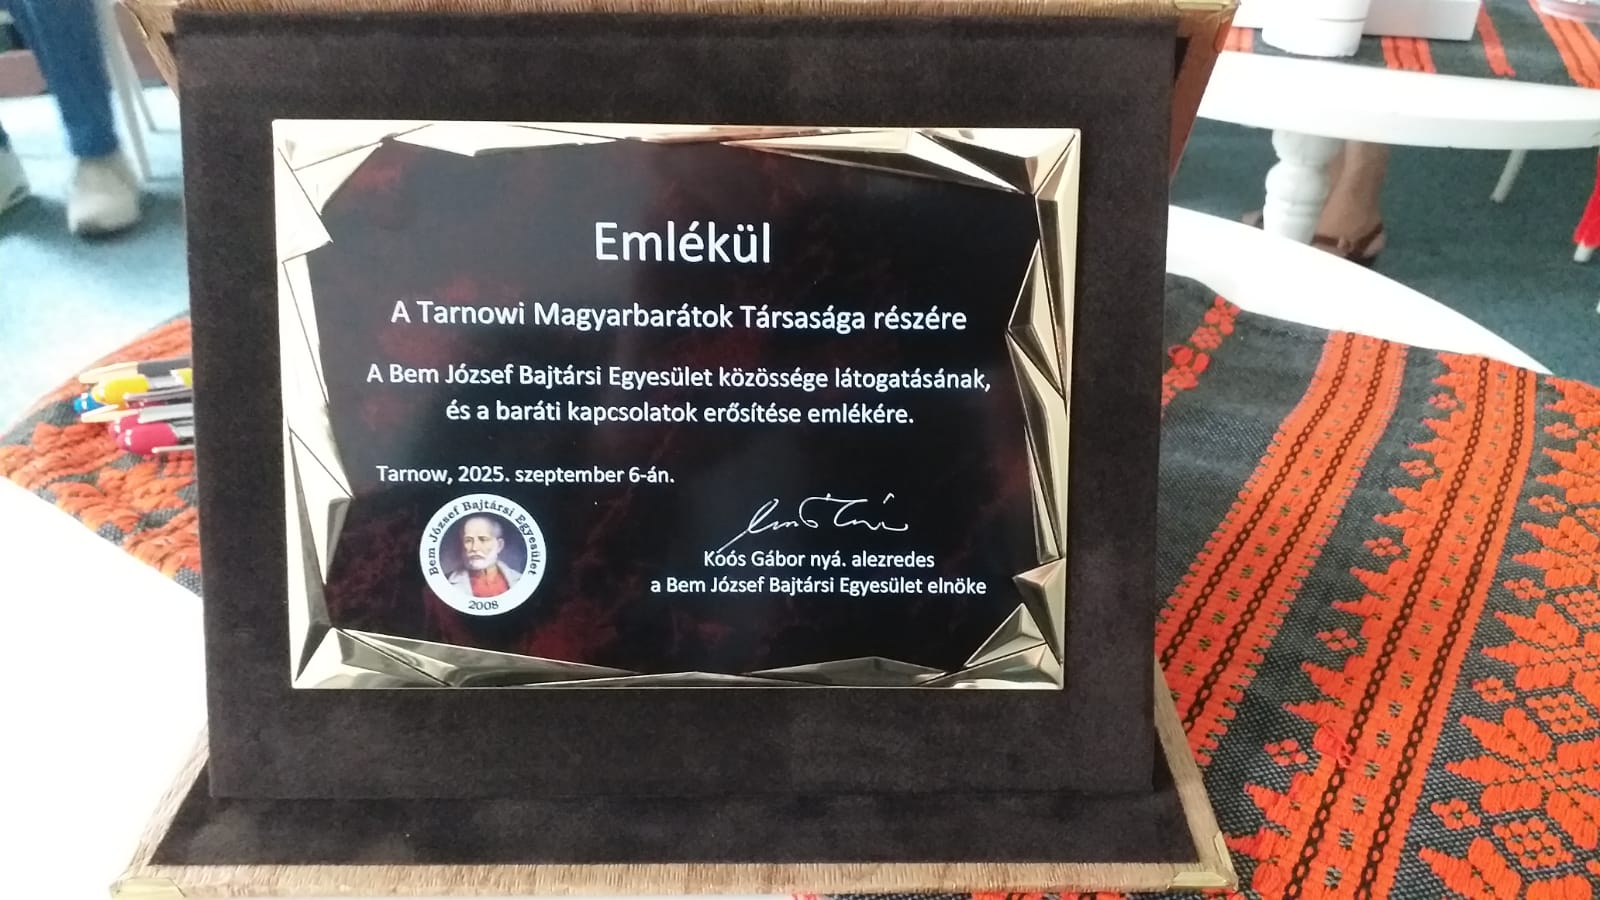 Emlékül
A Tarnowi Magyarbarátok Társasága részére
A Bem József Bajtársi Egyesület közössége látogatásának,
és a baráti kapcsolatok erősítése emlékére.
Tarnow, 2025. szeptember 6-án.
Bem József Bajtársi Egyesület
2008
Koós Gábor nyá. alezredes
a Bem József Bajtársi Egyesület elnöke